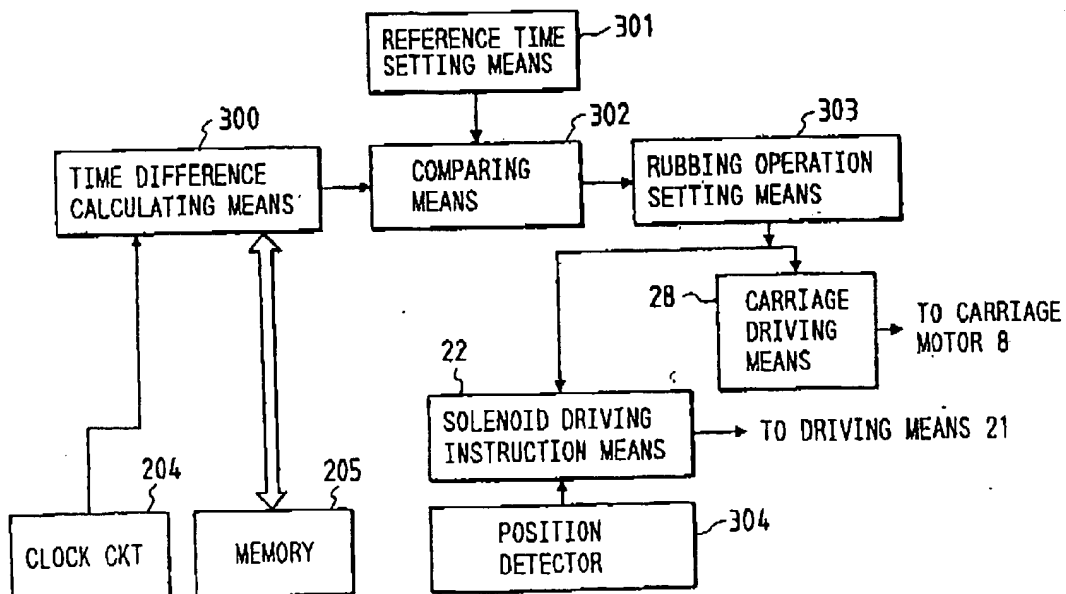 301
REFERENCE TIME
SETTING MEANS
300
302
303
TIME DIFFERENCE
CALCULATING MEANS
COMPARING
MEANS
RUBBING OPERATION
SETTING MEANS
28
CARRIAGE
DRIVING
MEANS
TO CARRIAGE
MOTOR 8
22
SOLENOID DRIVING
INSTRUCTION MEANS
TO DRIVING MEANS 21
204
205
304
CLOCK CKT
MEMORY
POSITION
DETECTOR